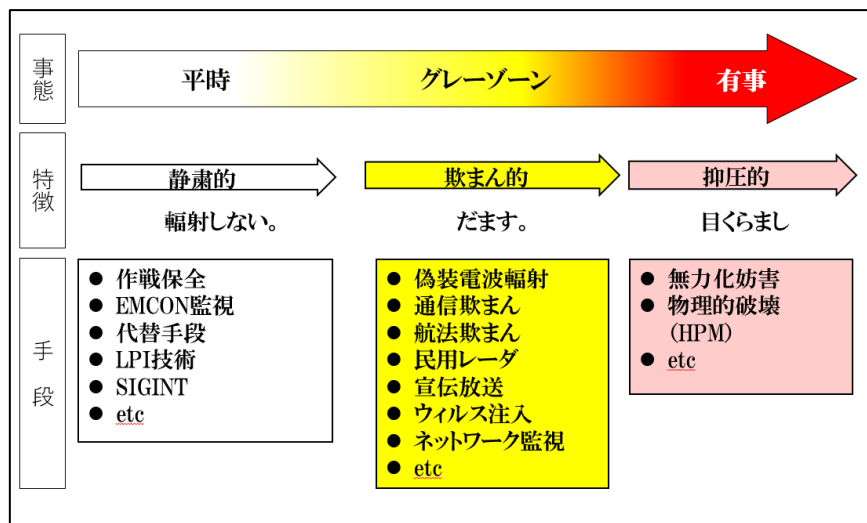 事態
平時
グレーゾーン
有事
特徴
静粛的
欺まん的
抑圧的
輻射しない。
だます。
目くらまし
手段
● 作戦保全
● EMCON監視
● 代替手段
● LPI技術
● SIGINT
● etc
● 偽装電波輻射
● 通信欺まん
● 航法欺まん
● 民用レーダ
● 宣伝放送
● ウィルス注入
● ネットワーク監視
● etc
● 無力化妨害
● 物理的破壊
(HPM)
● etc